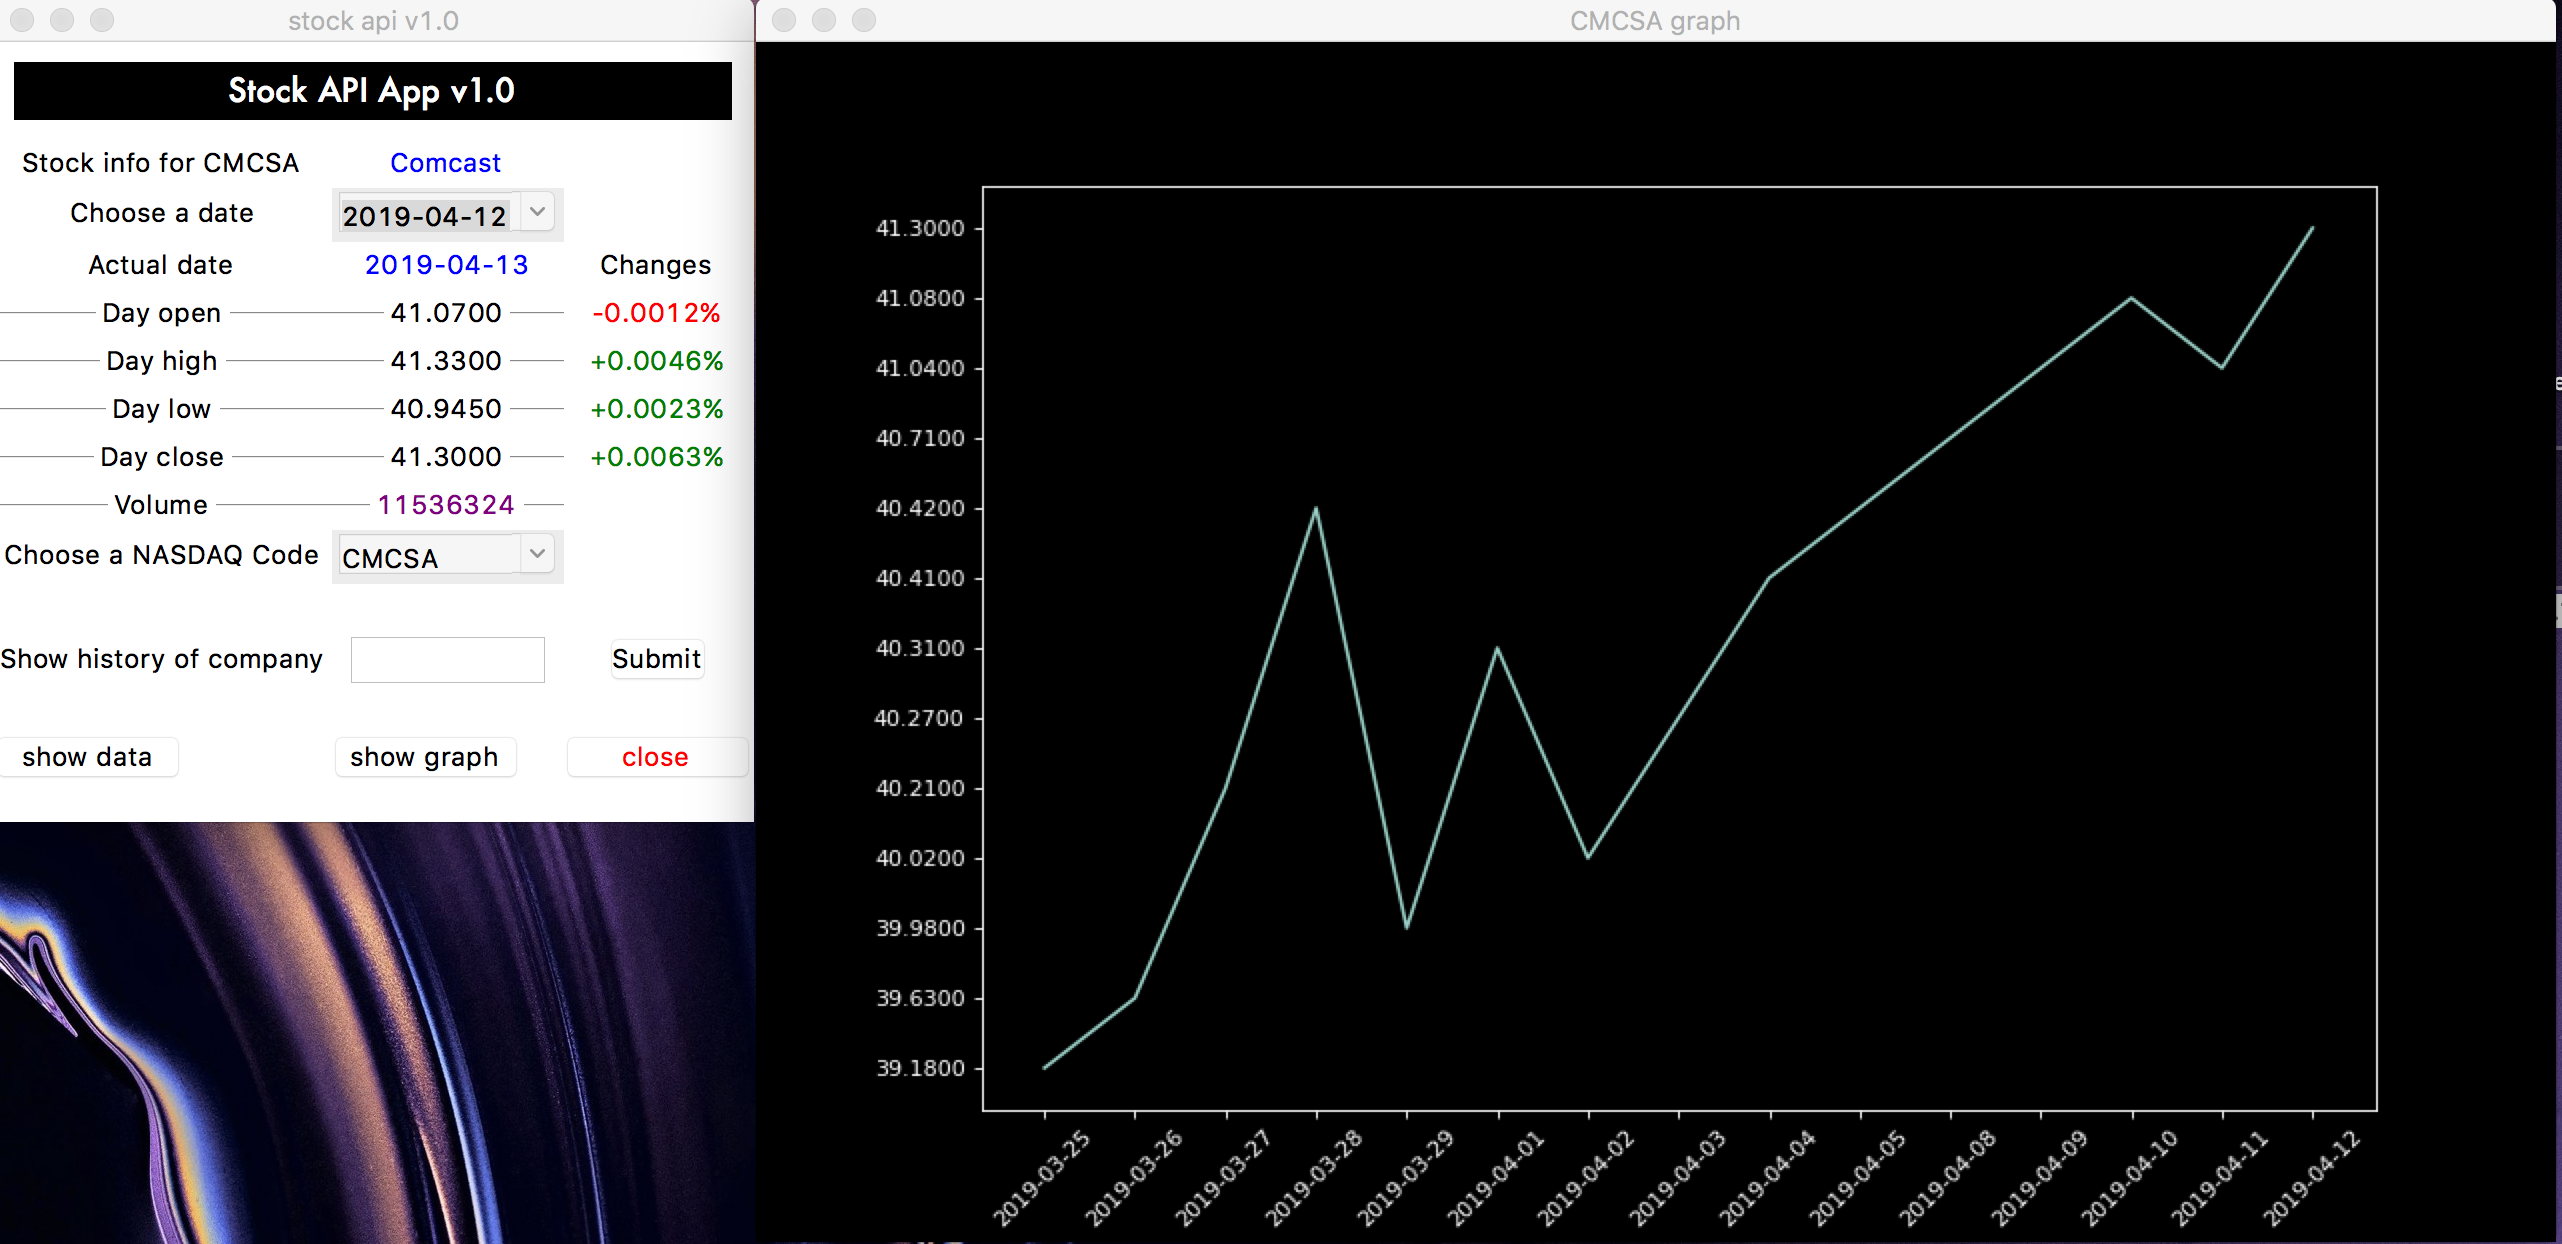 stock api v1.0
Stock API App v1.0
Stock info for CMCSA Comcast
Choose a date 2019-04-12
Actual date 2019-04-13 Changes
Day open 41.0700 -0.0012%
Day high 41.3300 +0.0046%
Day low 40.9450 +0.0023%
Day close 41.3000 +0.0063%
Volume 11536324
Choose a NASDAQ Code CMCSA
Show history of company Submit
show data show graph close
CMCSA graph
41.3000
41.0800
41.0400
40.7100
40.4200
40.4100
40.3100
40.2700
40.2100
40.0200
39.9800
39.6300
39.1800
2019-03-25
2019-03-26
2019-03-27
2019-03-28
2019-03-29
2019-04-01
2019-04-02
2019-04-03
2019-04-04
2019-04-05
2019-04-08
2019-04-09
2019-04-10
2019-04-11
2019-04-12